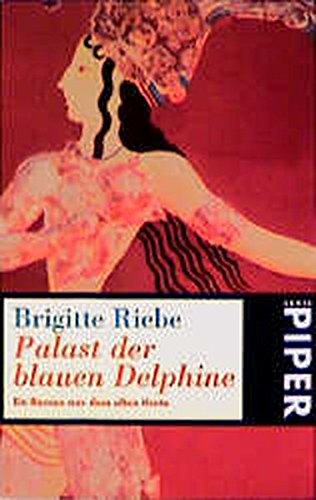 Brigitte Riebe
Palast der
blauen Delphine
Ein Roman aus dem alten Kreta
SERIE
PIPER